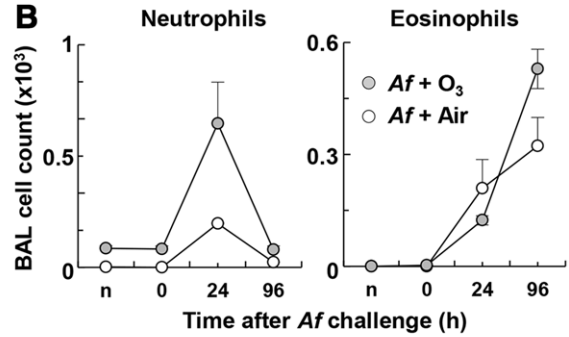 B
Neutrophils
Eosinophils
BAL cell count (x10³)
1
0.5
0
0.6
0.3
0
Af + O₃
Af + Air
n 0 24 96
n 0 24 96
Time after Af challenge (h)